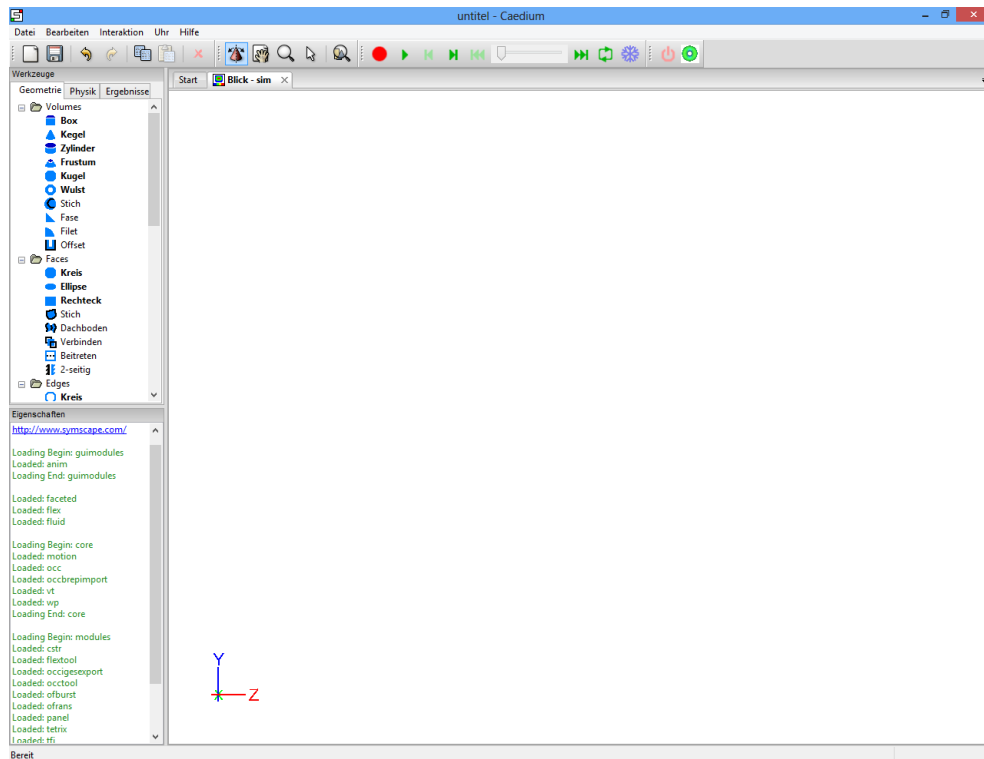 untitel - Caedium
Datei Bearbeiten Interaktion Uhr Hilfe
Werkzeuge
Geometrie Physik Ergebnisse
Volumes
Box
Kegel
Zylinder
Frustum
Kugel
Wulst
Stich
Fase
Filet
Offset
Faces
Kreis
Ellipse
Rechteck
Stich
Dachboden
Verbinden
Beitreten
2-seitig
Edges
Kreis
Eigenschaften
http://www.symscape.com/
Loading Begin: guimodules
Loaded: anim
Loading End: guimodules
Loaded: faceted
Loaded: flex
Loaded: fluid
Loading Begin: core
Loaded: motion
Loaded: occ
Loaded: occbrepimport
Loaded: vt
Loaded: wp
Loading End: core
Loading Begin: modules
Loaded: cstr
Loaded: flextool
Loaded: occigesexport
Loaded: occtool
Loaded: ofburst
Loaded: ofrans
Loaded: panel
Loaded: tetrix
Loaded: tfi
Start Blick - sim
Y
Z
Bereit